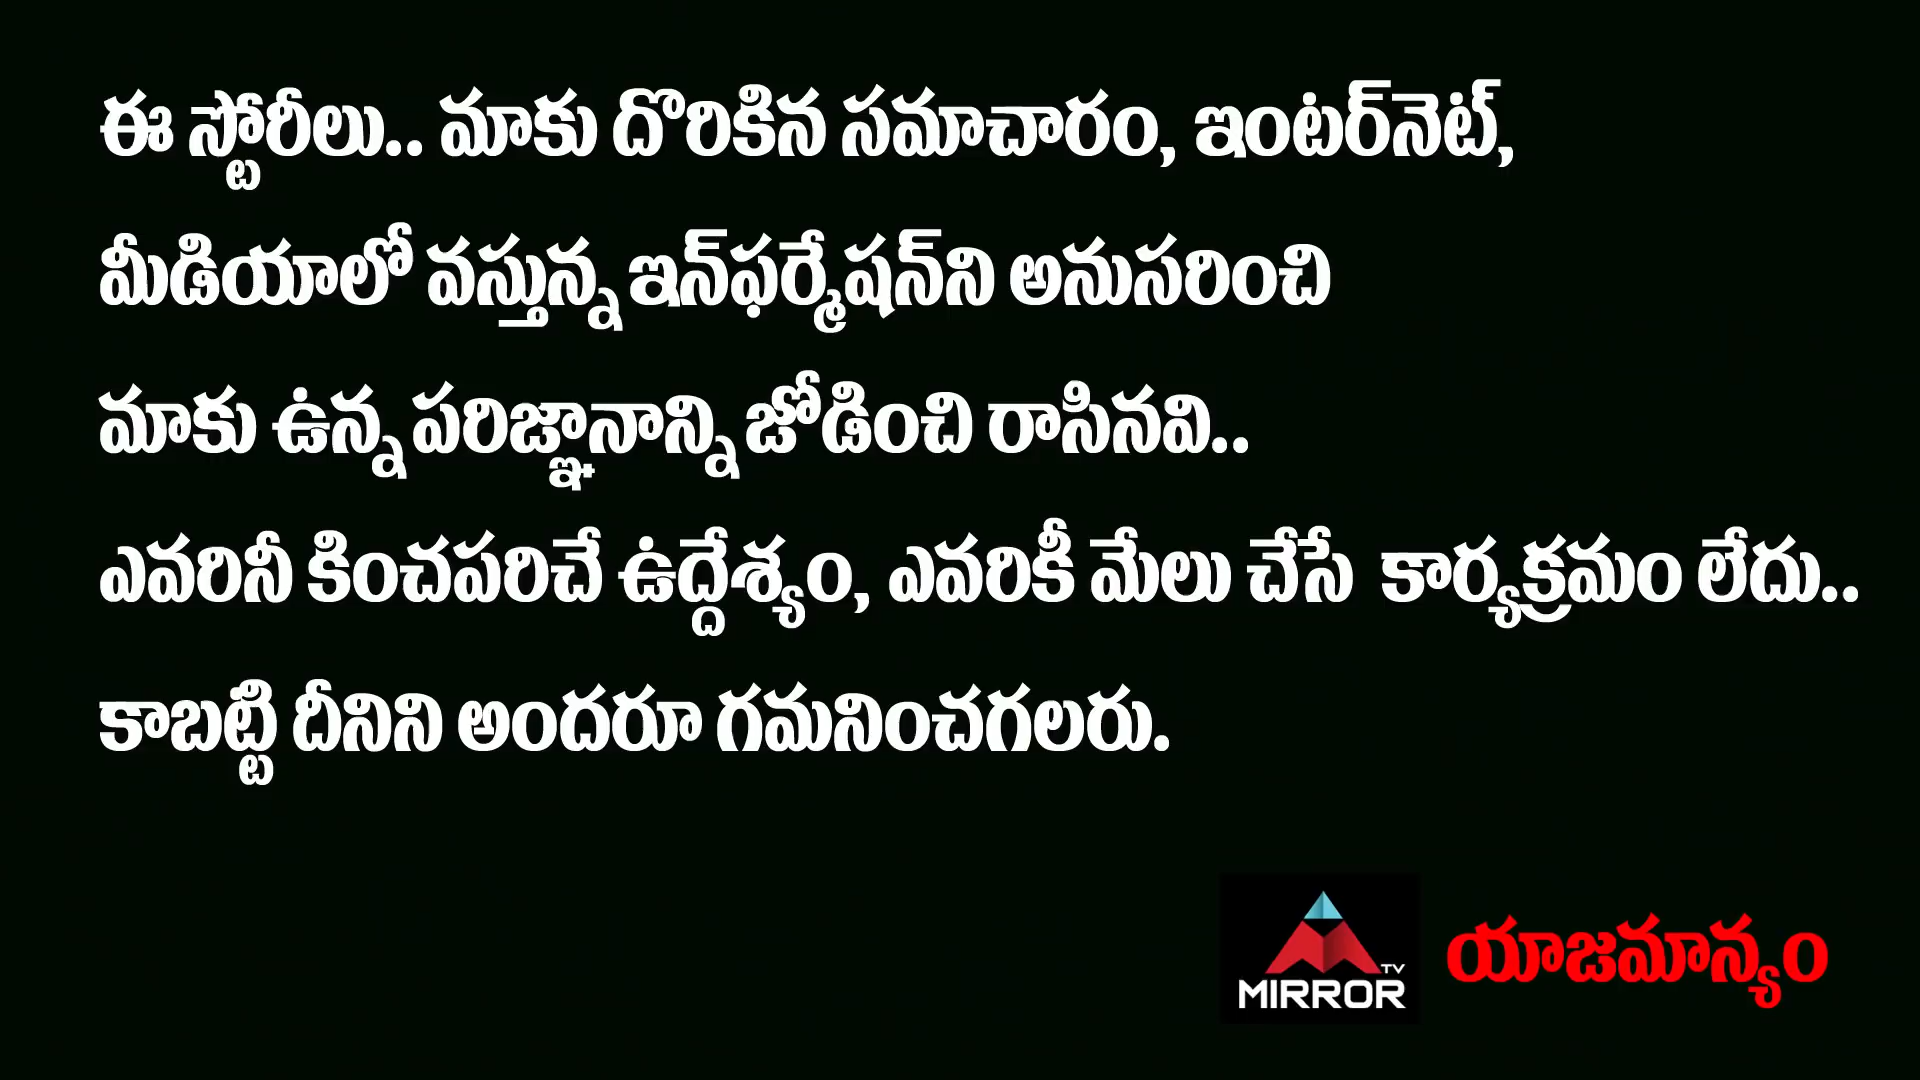 ఈ స్టోరీలు.. మాకు దొరికిన సమాచారం, ఇంటర్‌నెట్,
మీడియాలో వస్తున్న ఇన్‌ఫర్మేషన్‌ని అనుసరించి
మాకు ఉన్న పరిజ్ఞానాన్ని జోడించి రాసినవి..
ఎవరినీ కించపరిచే ఉద్దేశ్యం, ఎవరికీ మేలు చేసే కార్యక్రమం లేదు..
కాబట్టి దీనిని అందరూ గమనించగలరు.
MIRROR TV
యాజమాన్యం